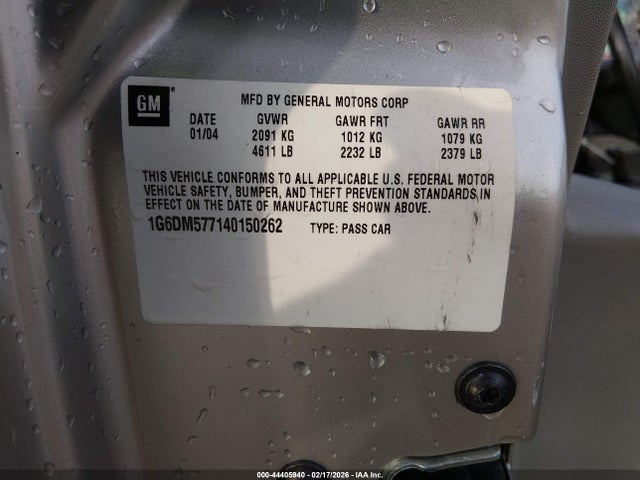 GM
MFD BY GENERAL MOTORS CORP
DATE GVWR GAWR FRT GAWR RR
01/04 2091 KG 1012 KG 1079 KG
4611 LB 2232 LB 2379 LB
THIS VEHICLE CONFORMS TO ALL APPLICABLE U.S. FEDERAL MOTOR
VEHICLE SAFETY, BUMPER, AND THEFT PREVENTION STANDARDS IN
EFFECT ON THE DATE OF MANUFACTURE SHOWN ABOVE.
1G6DM577140150262 TYPE: PASS CAR
000-44405940 - 02/17/2026 - IAA Inc.